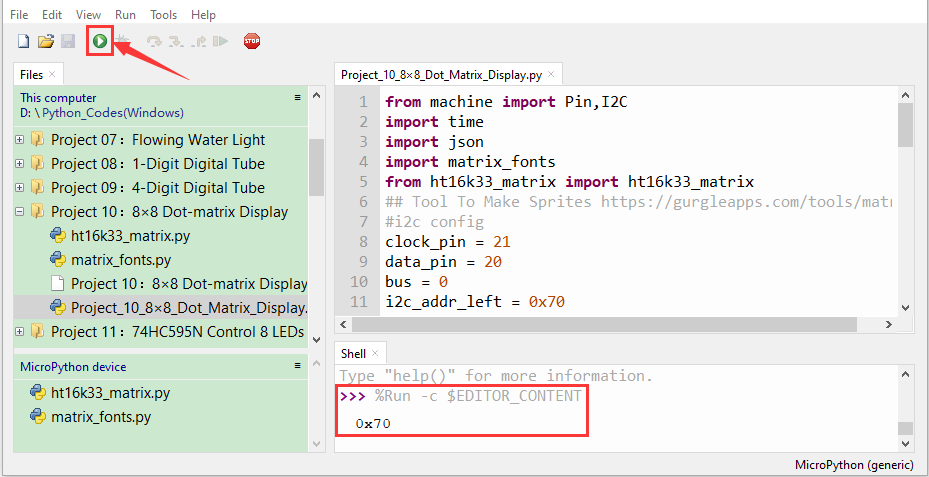 File Edit View Run Tools Help
STOP
Files
This computer
D: \ Python_Codes(Windows)
Project 07：Flowing Water Light
Project 08：1-Digit Digital Tube
Project 09：4-Digit Digital Tube
Project 10：8×8 Dot-matrix Display
ht16k33_matrix.py
matrix_fonts.py
Project 10：8×8 Dot-matrix Display
Project_10_8×8_Dot_Matrix_Display.
Project 11：74HC595N Control 8 LEDs
MicroPython device
ht16k33_matrix.py
matrix_fonts.py
Project_10_8×8_Dot_Matrix_Display.py
1 from machine import Pin,I2C
2 import time
3 import json
4 import matrix_fonts
5 from ht16k33_matrix import ht16k33_matrix
6 ## Tool To Make Sprites https://gurgleapps.com/tools/mat
7 #i2c config
8 clock_pin = 21
9 data_pin = 20
10 bus = 0
11 i2c_addr_left = 0x70
Shell
Type "help()" for more information.
>>> %Run -c $EDITOR_CONTENT
0x70
MicroPython (generic)